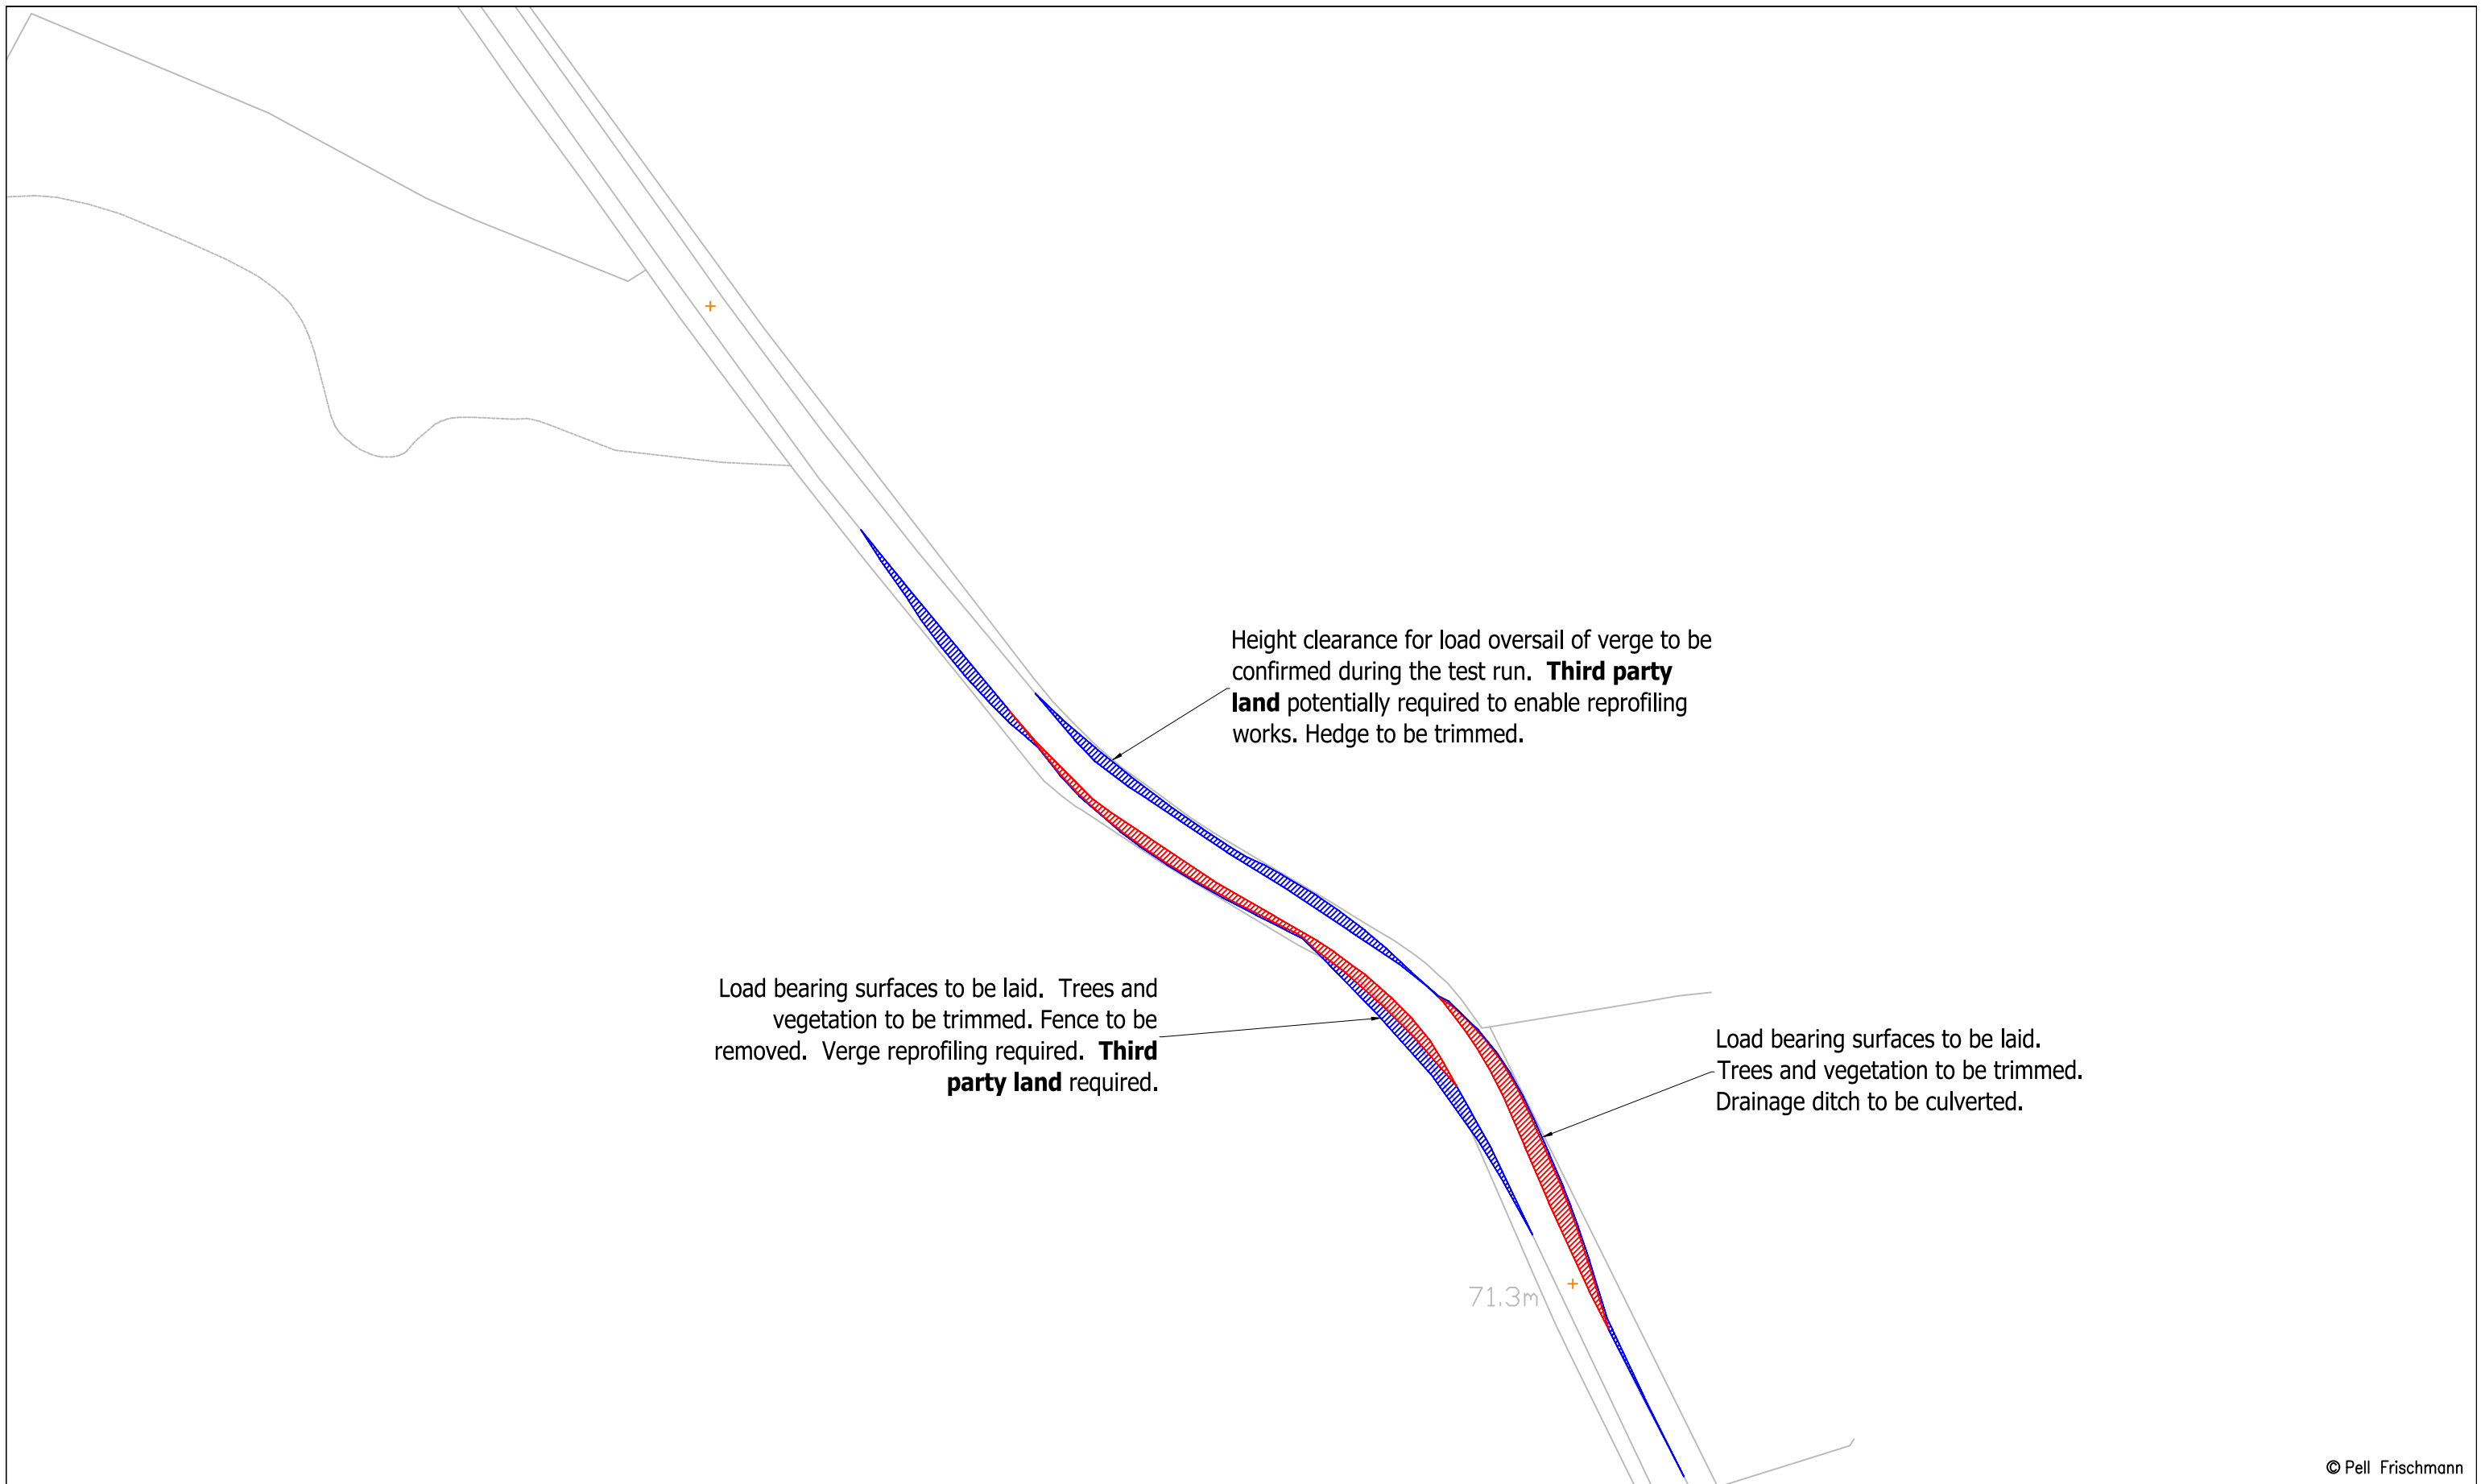 Height clearance for load oversail of verge to be
confirmed during the test run. Third party
land potentially required to enable reprofiling
works. Hedge to be trimmed.
Load bearing surfaces to be laid. Trees and
vegetation to be trimmed. Fence to be
removed. Verge reprofiling required. Third
party land required.
Load bearing surfaces to be laid.
Trees and vegetation to be trimmed.
Drainage ditch to be culverted.
71.3m
© Pell Frischmann